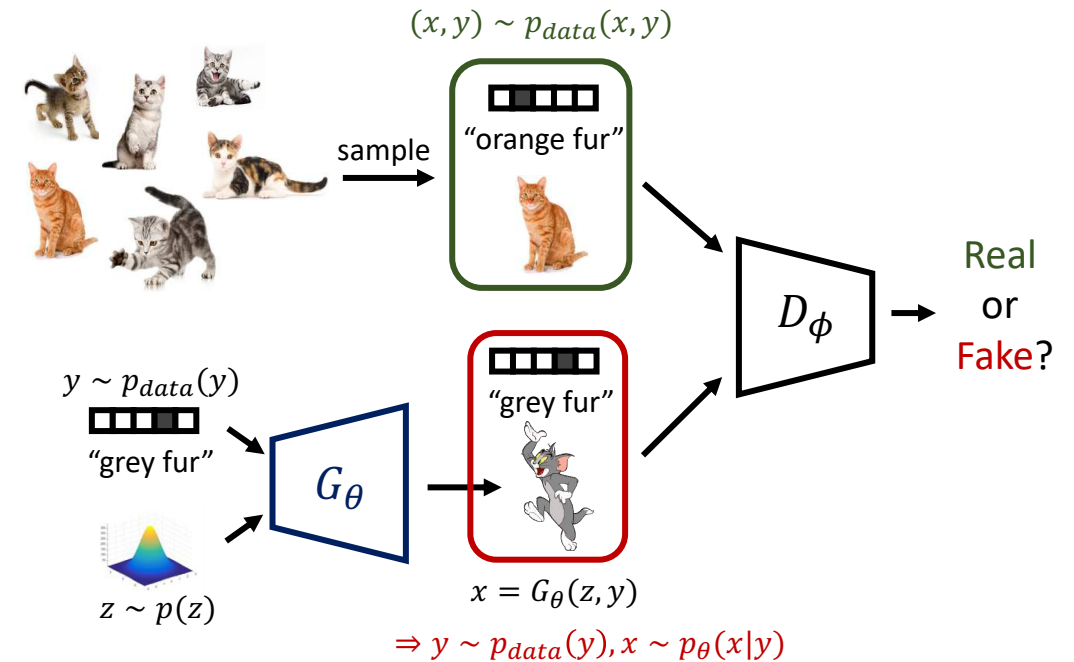 (x, y) ~ p_data(x, y)
“orange fur”
sample
Real
or
Fake?
D_ϕ
y ~ p_data(y)
“grey fur”
“grey fur”
G_θ
z ~ p(z)
x = G_θ(z, y)
⇒ y ~ p_data(y), x ~ p_θ(x|y)